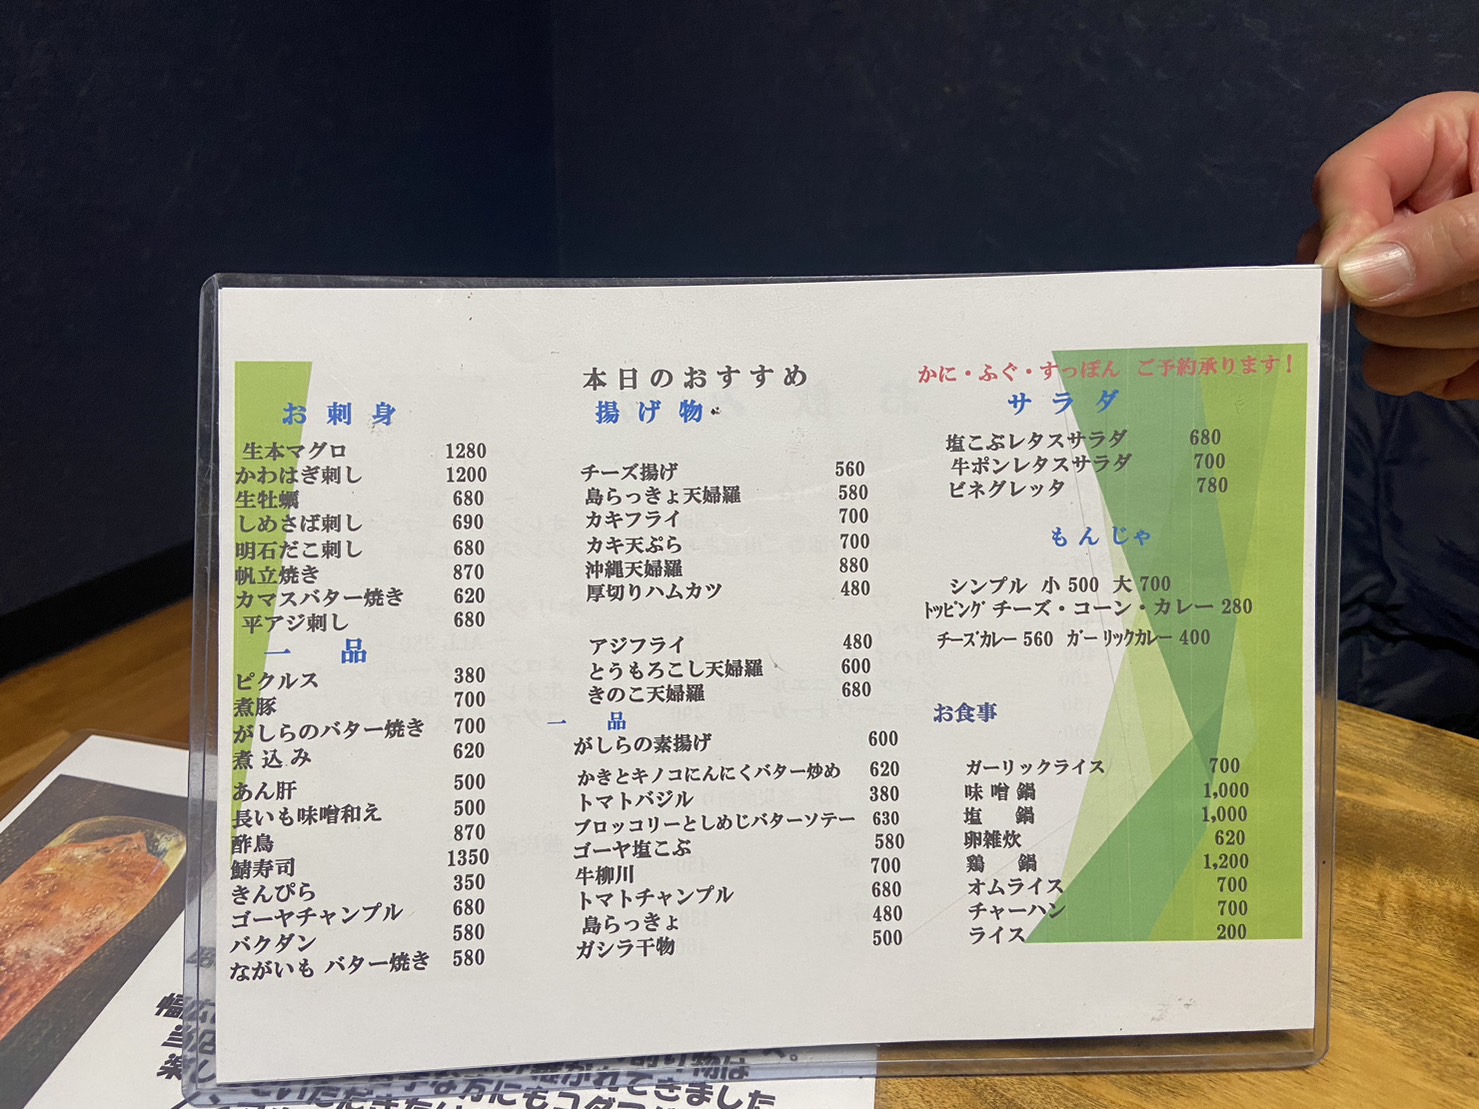 本日のおすすめ
かに・ふぐ・すっぽん ご予約承ります!
お刺身
生本マグロ 1280
かわはぎ刺し 1200
生牡蠣 680
しめさば刺し 690
明石だこ刺し 680
帆立焼き 870
カマスバター焼き 620
平アジ刺し 680
一品
ピクルス 380
煮豚 700
がしらのバター焼き 700
煮込み 620
あん肝 500
長いも味噌和え 500
酢鳥 870
鯖寿司 1350
きんぴら 350
ゴーヤチャンプル 680
バクダン 580
ながいも バター焼き 580
揚げ物
チーズ揚げ 560
島らっきょ天婦羅 580
カキフライ 700
カキ天ぷら 700
沖縄天婦羅 880
厚切りハムカツ 480
アジフライ 480
とうもろこし天婦羅 600
きのこ天婦羅 680
一品
がしらの素揚げ 600
かきとキノコにんにくバター炒め 620
トマトバジル 380
ブロッコリーとしめじバターソテー 630
ゴーヤ塩こぶ 580
牛柳川 700
トマトチャンプル 680
島らっきょ 480
ガシラ干物 500
サラダ
塩こぶレタスサラダ 680
牛ポンレタスサラダ 700
ビネグレッタ 780
もんじゃ
シンプル 小 500 大 700
トッピング チーズ・コーン・カレー 280
チーズカレー 560 ガーリックカレー 400
お食事
ガーリックライス 700
味噌鍋 1,000
塩 鍋 1,000
卵雑炊 620
鶏 鍋 1,200
オムライス 700
チャーハン 700
ライス 200